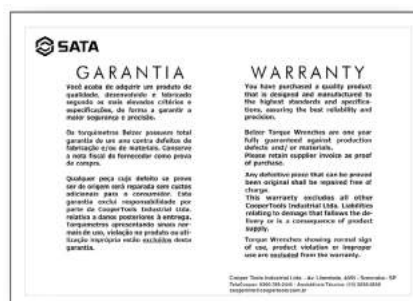 SATA
GARANTIA
Você acaba de adquirir um produto de
qualidade, desenvolvido e fabricado
segundo os mais elevados critérios e
especificações, de forma a garantir a
maior segurança e precisão.
Os torquímetros Belzer possuem total
garantia de um ano contra defeitos de
fabricação e/ou de materiais. Conserve
a nota fiscal do fornecedor como prova
de compra.
Qualquer peça cujo defeito se prove
ser de origem será reparada sem custos
adicionais para o consumidor. Esta
garantia exclui responsabilidade por
parte da CooperTools Industrial Ltda.
relativa a danos posteriores à entrega.
Torquímetros apresentando sinais nor-
mais de uso, violação no produto ou uti-
lização imprópria estão excluídos desta
garantia.
WARRANTY
You have purchased a quality product
that is designed and manufactured to
the highest standards and specifica-
tions, assuring the best reliability and
precision.
Belzer Torque Wrenches are one year
fully guaranteed against production
defects and/ or materials.
Please retain supplier invoice as proof
of purchase.
Any defective piece that can be proved
been original shall be repaired free of
charge.
This warranty excludes all other
CooperTools Industrial Ltda. Liabilities
relating to damage that follows the de-
livery or is a consequence of product
supply.
Torque Wrenches showing normal sign
of use, product violation or improper
use are excluded from the warranty.
Cooper Tools Industrial Ltda. - Av. Liberdade, - Sorocaba - SP